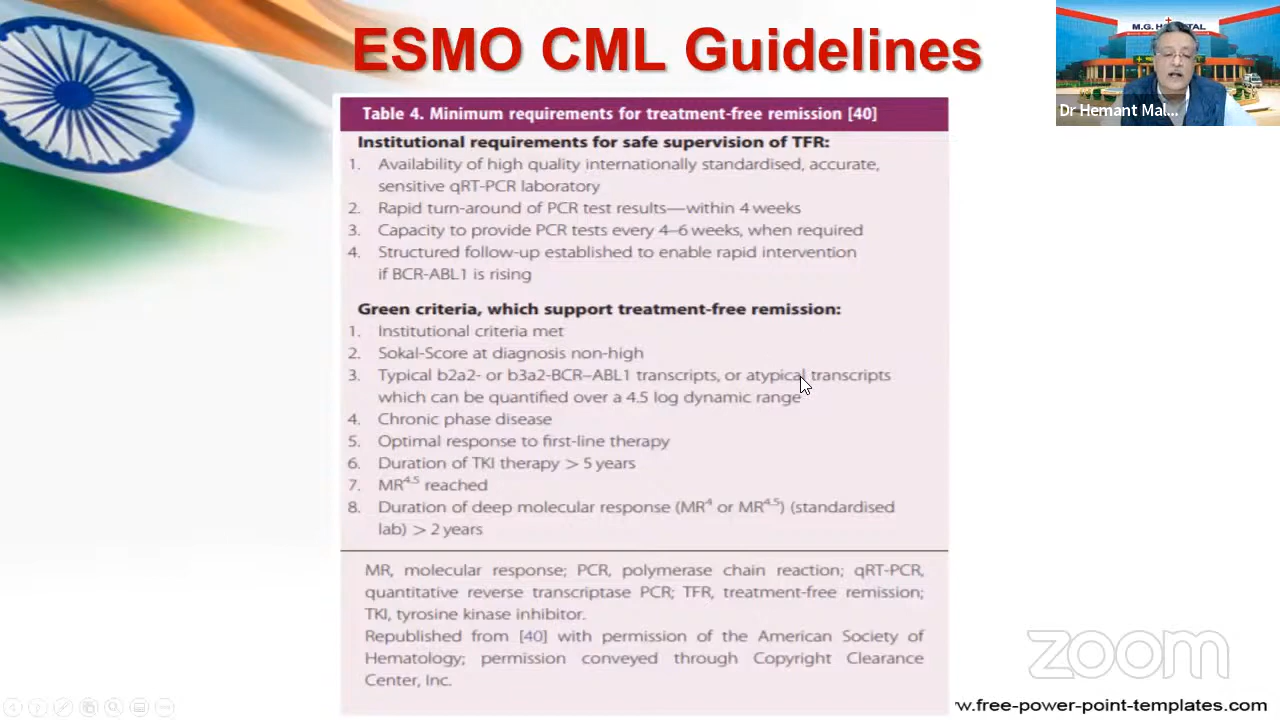 ESMO CML Guidelines
M.G. HOSPITAL
Dr Hemant Mal...
Table 4. Minimum requirements for treatment-free remission [40]
Institutional requirements for safe supervision of TFR:
1. Availability of high quality internationally standardised, accurate,
sensitive qRT-PCR laboratory
2. Rapid turn-around of PCR test results—within 4 weeks
3. Capacity to provide PCR tests every 4–6 weeks, when required
4. Structured follow-up established to enable rapid intervention
if BCR-ABL1 is rising
Green criteria, which support treatment-free remission:
1. Institutional criteria met
2. Sokal-Score at diagnosis non-high
3. Typical b2a2- or b3a2-BCR–ABL1 transcripts, or atypical transcripts
which can be quantified over a 4.5 log dynamic range
4. Chronic phase disease
5. Optimal response to first-line therapy
6. Duration of TKI therapy > 5 years
7. MR4.5 reached
8. Duration of deep molecular response (MR4 or MR4.5) (standardised
lab) > 2 years
MR, molecular response; PCR, polymerase chain reaction; qRT-PCR,
quantitative reverse transcriptase PCR; TFR, treatment-free remission;
TKI, tyrosine kinase inhibitor.
Republished from [40] with permission of the American Society of
Hematology; permission conveyed through Copyright Clearance
Center, Inc.
zoom
w.free-power-point-templates.com